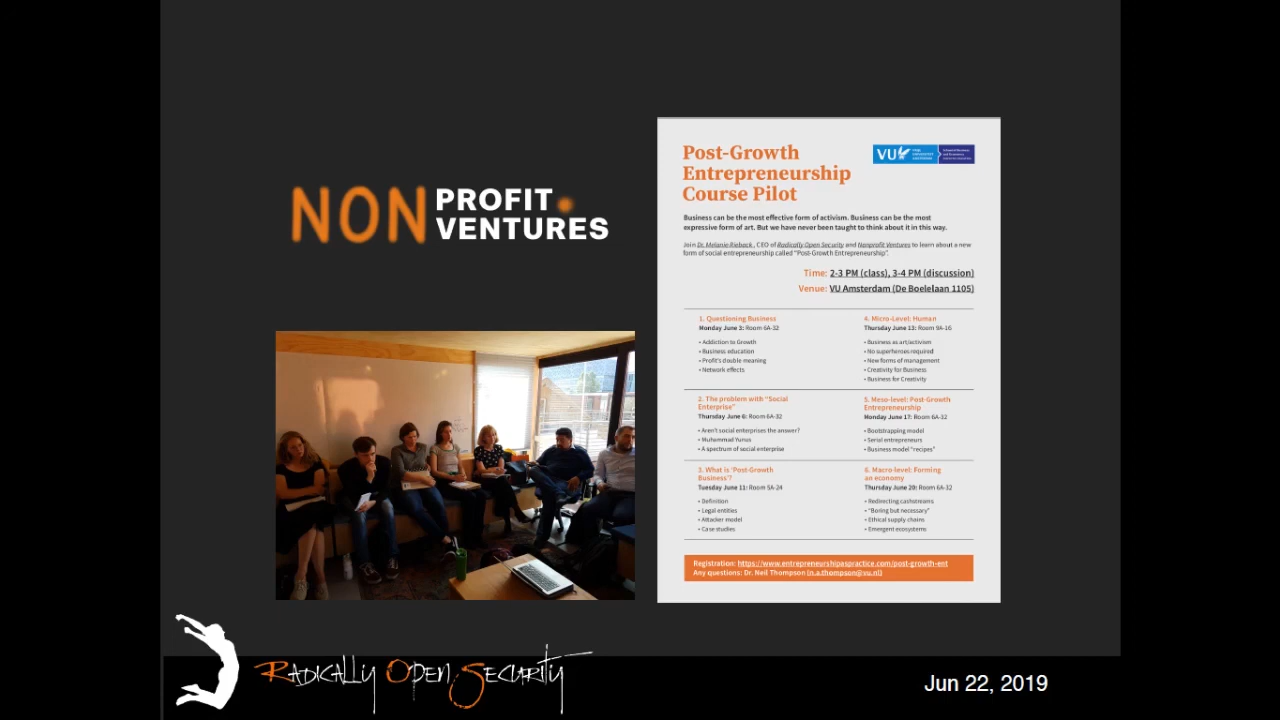 NON PROFIT
VENTURES
Post-Growth
Entrepreneurship
Course Pilot
VU
Business can be the most effective form of activism. Business can be the most
expressive form of art. But we have never been taught to think about it in this way.
Join Dr. Melanie Rieback , CEO of Radically Open Security and Nonprofit Ventures to learn about a new
form of social entrepreneurship called "Post-Growth Entrepreneurship".
Time: 2-3 PM (class), 3-4 PM (discussion)
Venue: VU Amsterdam (De Boelelaan 1105)
1. Questioning Business
Monday June 3: Room 6A-32
• Addiction to Growth
• Business education
• Profit's double meaning
• Network effects
2. The problem with "Social
Enterprise"
Thursday June 6: Room 6A-32
• Aren't social enterprises the answer?
• Muhammad Yunus
• A spectrum of social enterprise
3. What is 'Post-Growth
Business'?
Tuesday June 11: Room 5A-24
• Definition
• Legal entities
• Attacker model
• Case studies
4. Micro-Level: Human
Thursday June 13: Room 9A-16
• Business as art/activism
• No superheroes required
• New forms of management
• Creativity for Business
• Business for Creativity
5. Meso-level: Post-Growth
Entrepreneurship
Monday June 17: Room 6A-32
• Bootstrapping model
• Serial entrepreneurs
• Business model "recipes"
6. Macro-level: Forming
an economy
Thursday June 20: Room 6A-32
• Redirecting cashstreams
• "Boring but necessary"
• Ethical supply chains
• Emergent ecosystems
Registration: https://www.entrepreneurshipaspractice.com/post-growth-ent
Any questions: Dr. Neil Thompson (n.a.thompson@vu.nl)
Radically Open Security
Jun 22, 2019